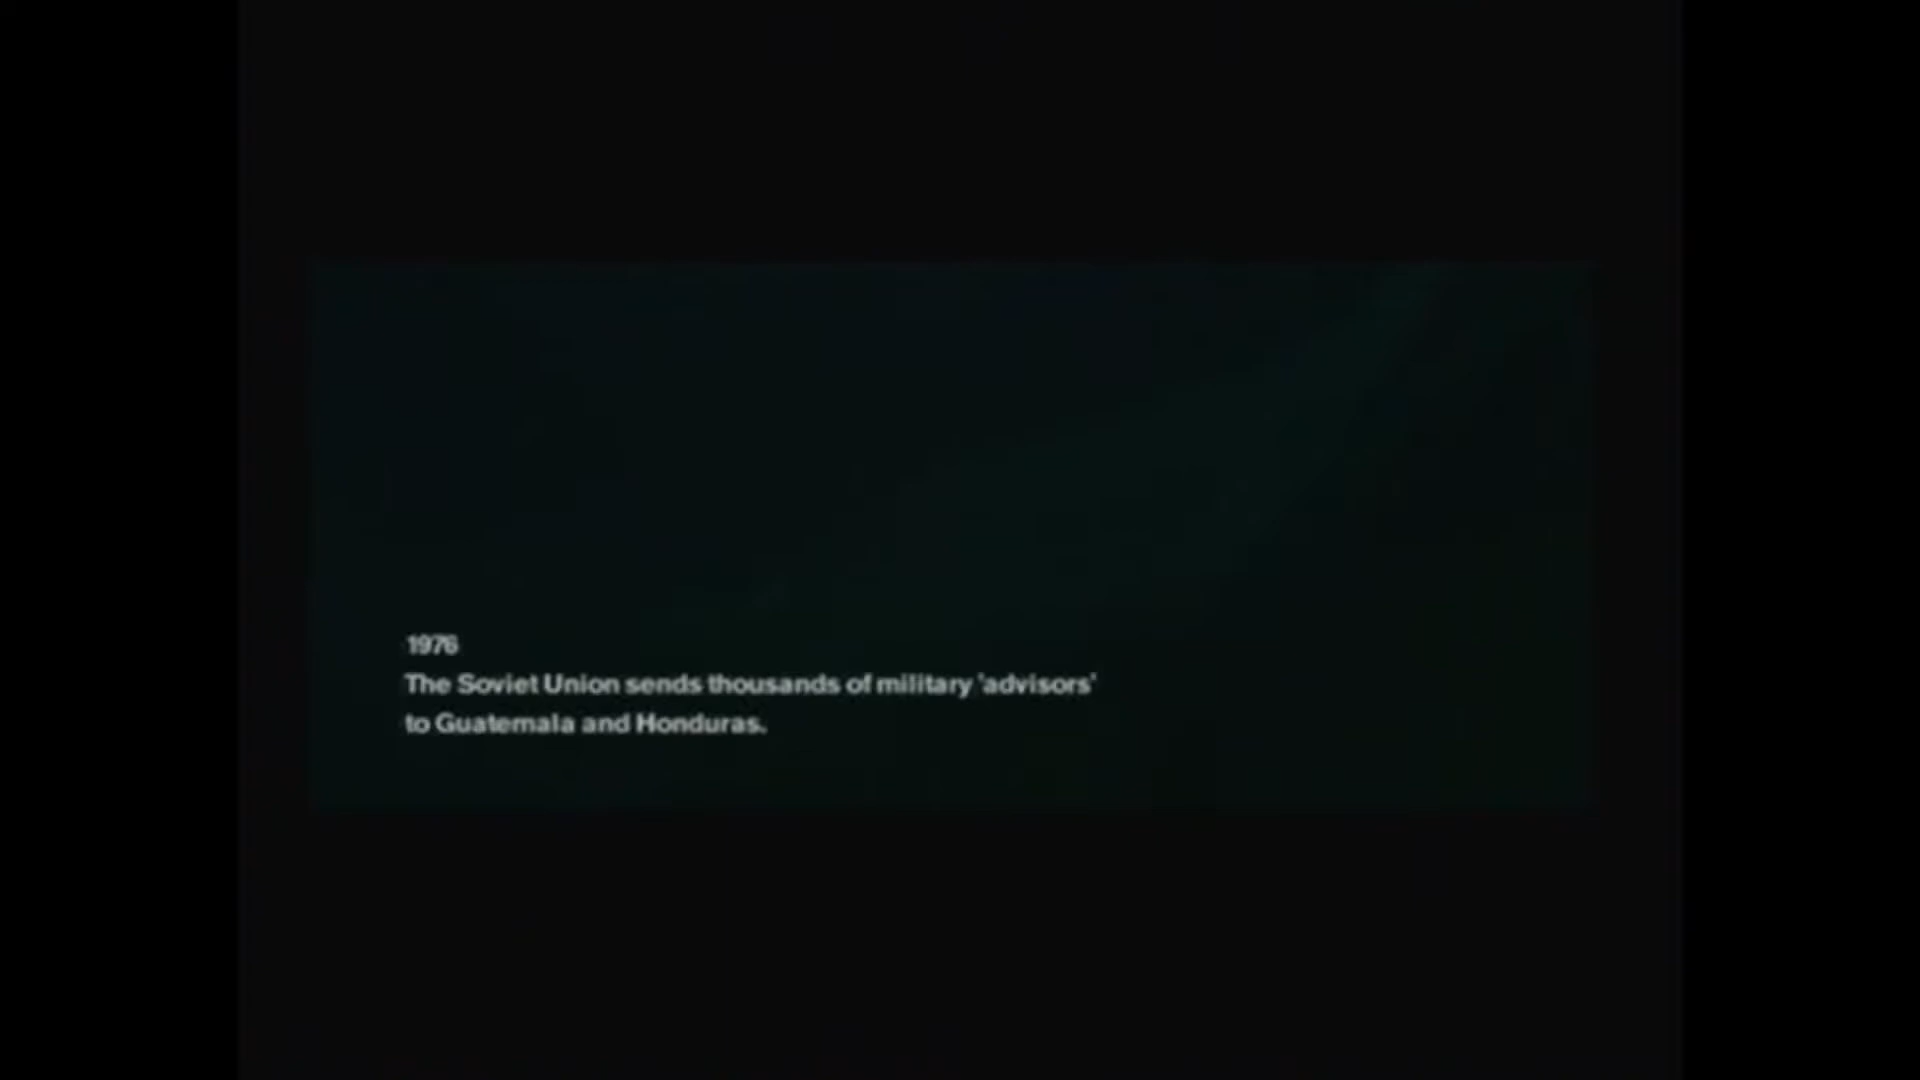 1976
The Soviet Union sends thousands of military 'advisors'
to Guatemala and Honduras.